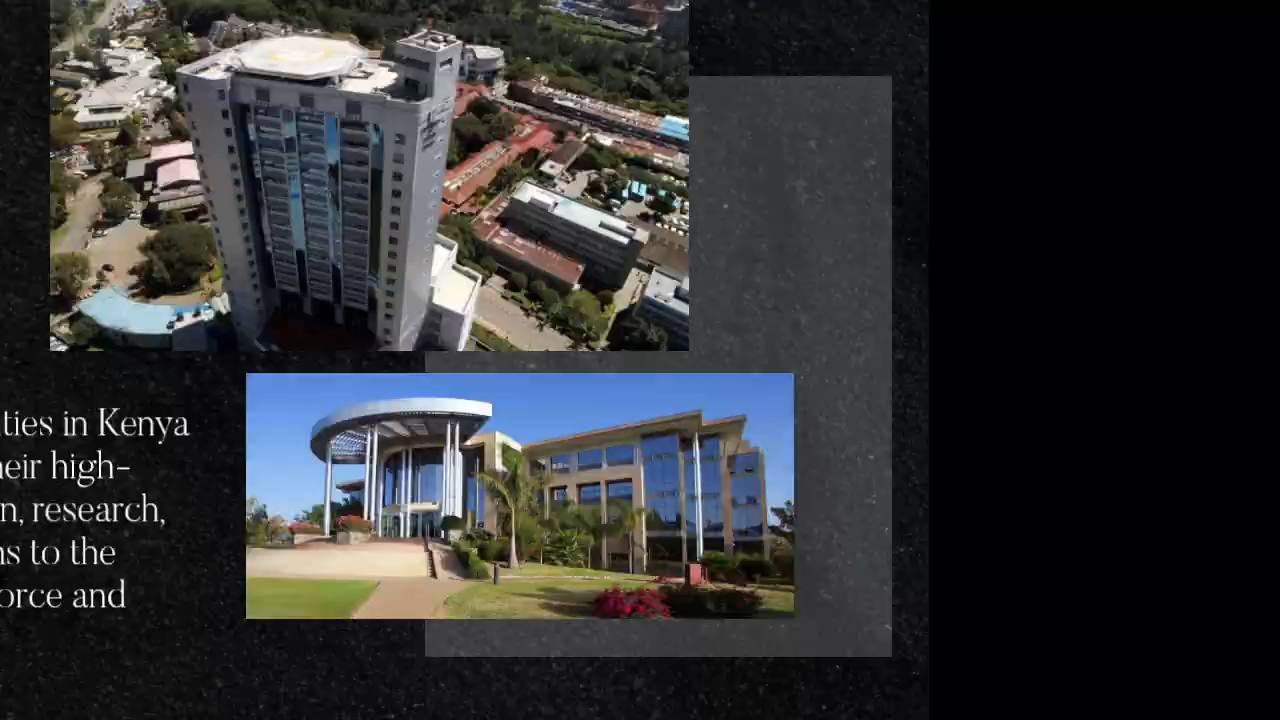 ties in Kenya
heir high-
n, research,
ns to the
orce and